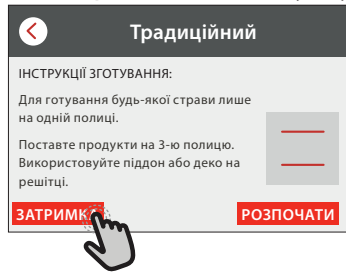 Традиційний
ІНСТРУКЦІЇ ЗГОТУВАННЯ:
Для готування будь-якої страви лише
на одній полиці.
Поставте продукти на 3-ю полицю.
Використовуйте піддон або деко на
решітці.
ЗАТРИМКА
РОЗПОЧАТИ